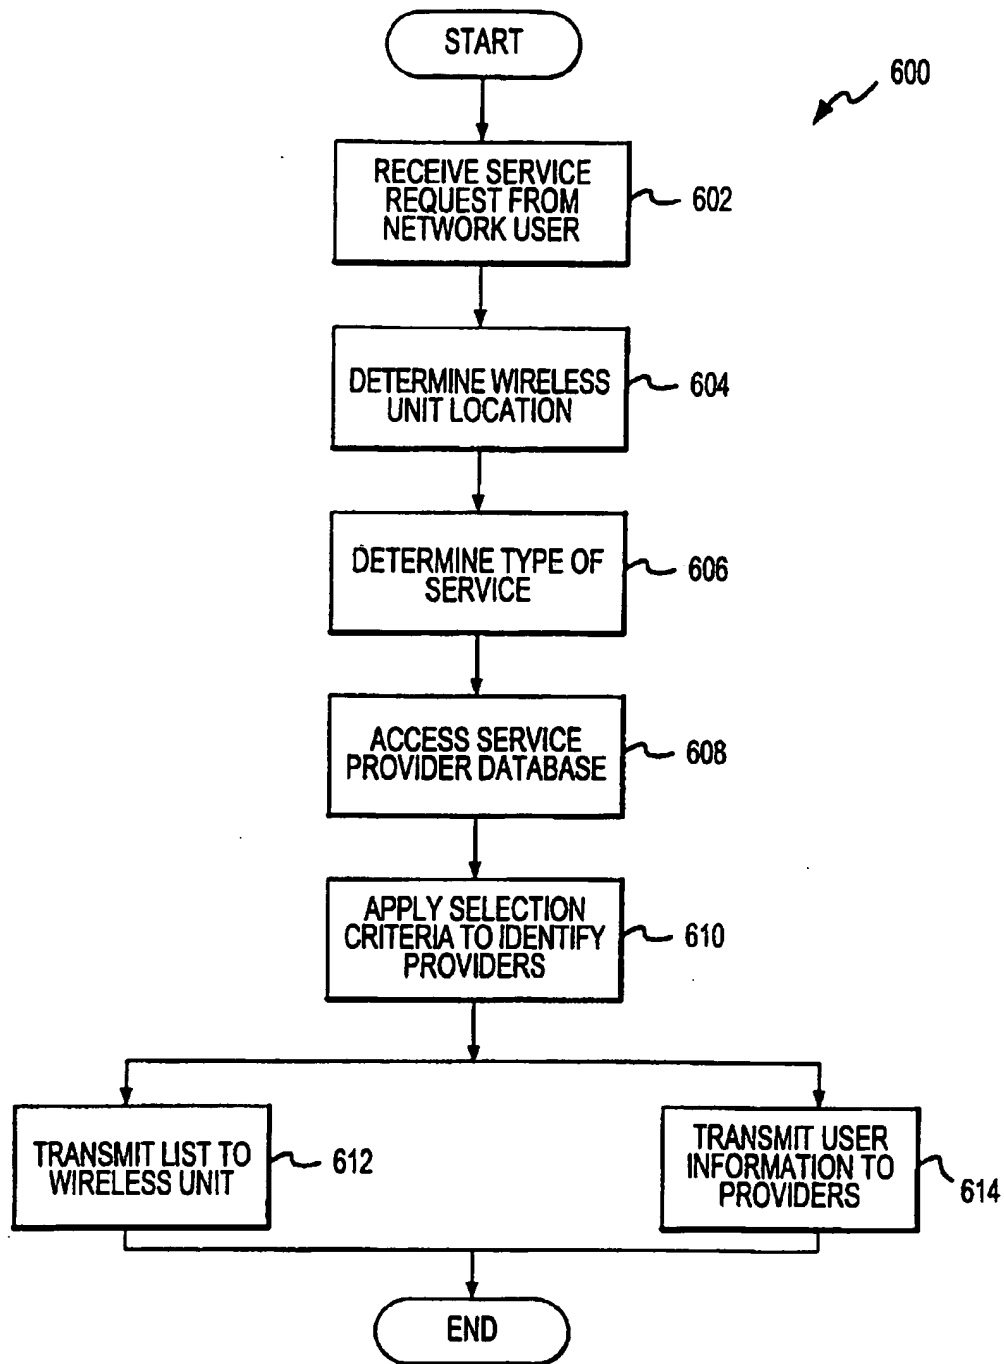 START
600
RECEIVE SERVICE
REQUEST FROM
NETWORK USER
602
DETERMINE WIRELESS
UNIT LOCATION
604
DETERMINE TYPE OF
SERVICE
606
ACCESS SERVICE
PROVIDER DATABASE
608
APPLY SELECTION
CRITERIA TO IDENTIFY
PROVIDERS
610
TRANSMIT LIST TO
WIRELESS UNIT
612
TRANSMIT USER
INFORMATION TO
PROVIDERS
614
END